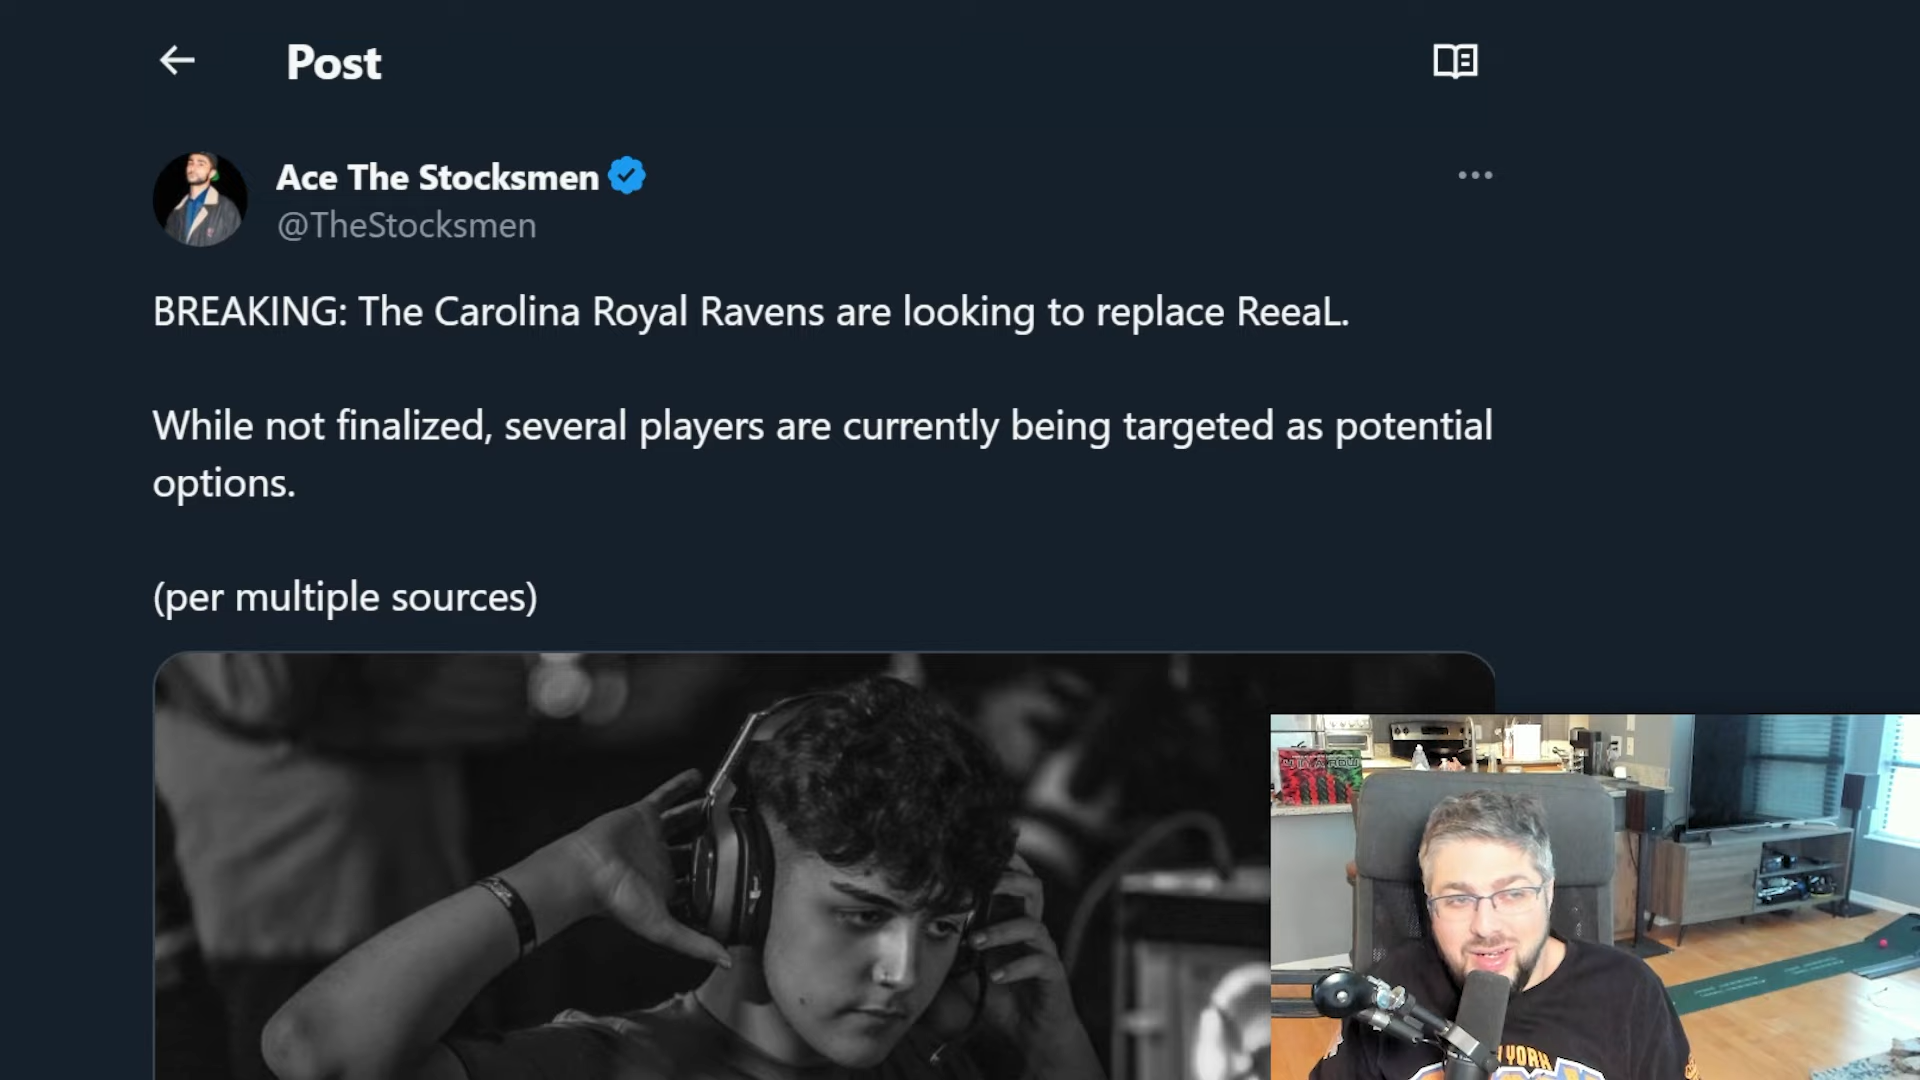 Post
Ace The Stocksmen
@TheStocksmen
BREAKING: The Carolina Royal Ravens are looking to replace ReeaL.
While not finalized, several players are currently being targeted as potential
options.
(per multiple sources)
YORK